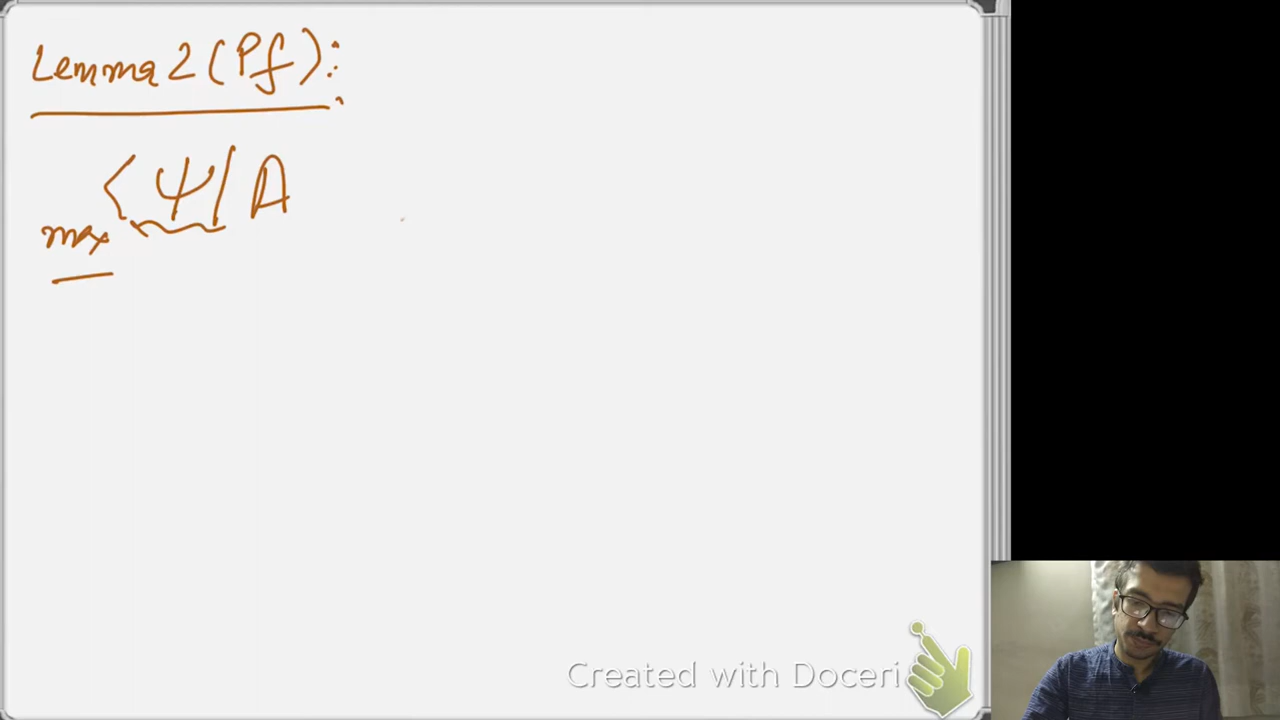 Lemma 2 (Pf):
max <ψ| A
Created with Doceri